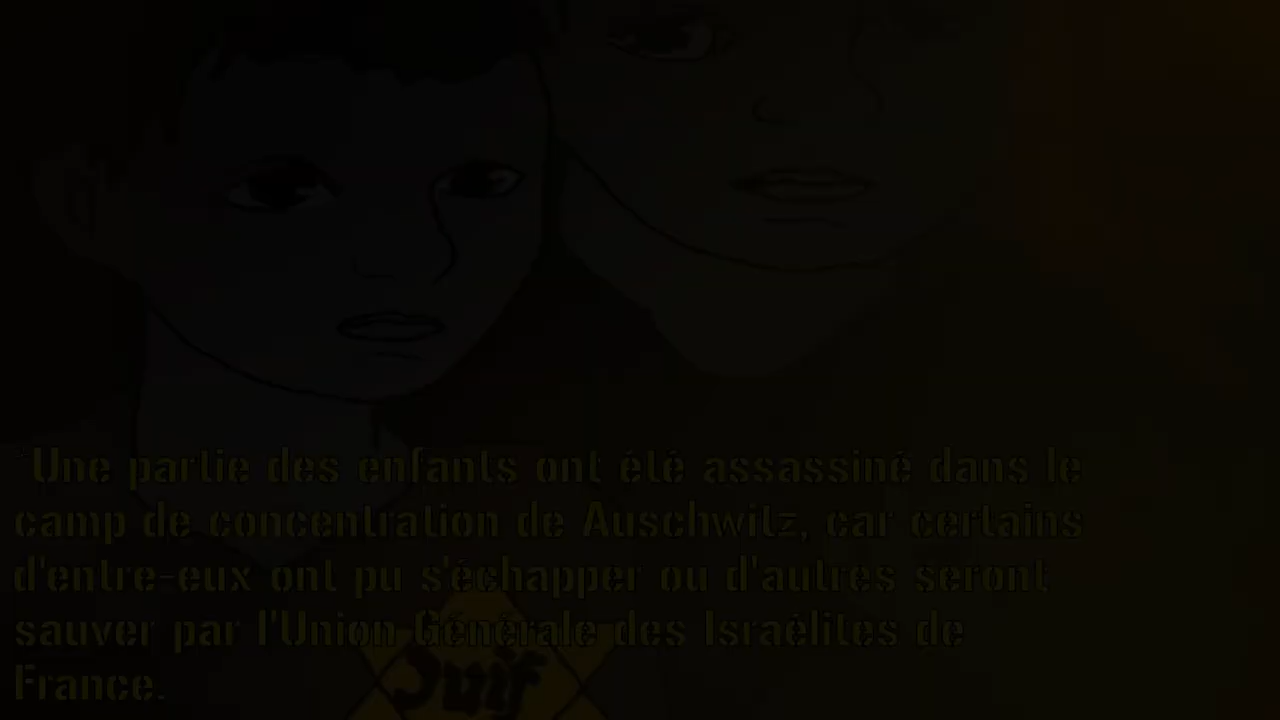 "Une partie des enfants ont été assassiné dans le
camp de concentration de Auschwitz, car certains
d'entre-eux ont pu s'échapper ou d'autres seront
sauver par l'Union Générale des Israélites de
France.
Juif